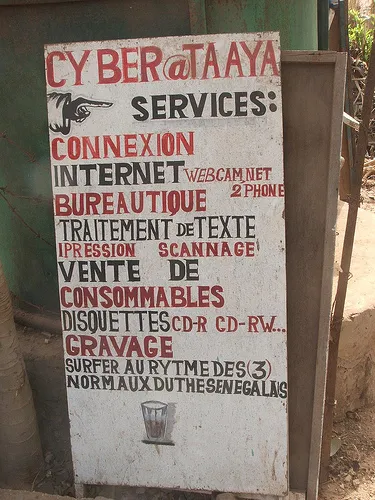 CYBER@TAAYA
SERVICES:
CONNEXION
INTERNET WEBCAM,NET
2 PHONE
BUREAUTIQUE
TRAITEMENT DE TEXTE
IPRESSION SCANNAGE
VENTE DE
CONSOMMABLES
DISQUETTES CD-R CD-RW...
GRAVAGE
SURFER AU RYTME DES (3)
NORMAUX DU THE SENEGALAIS